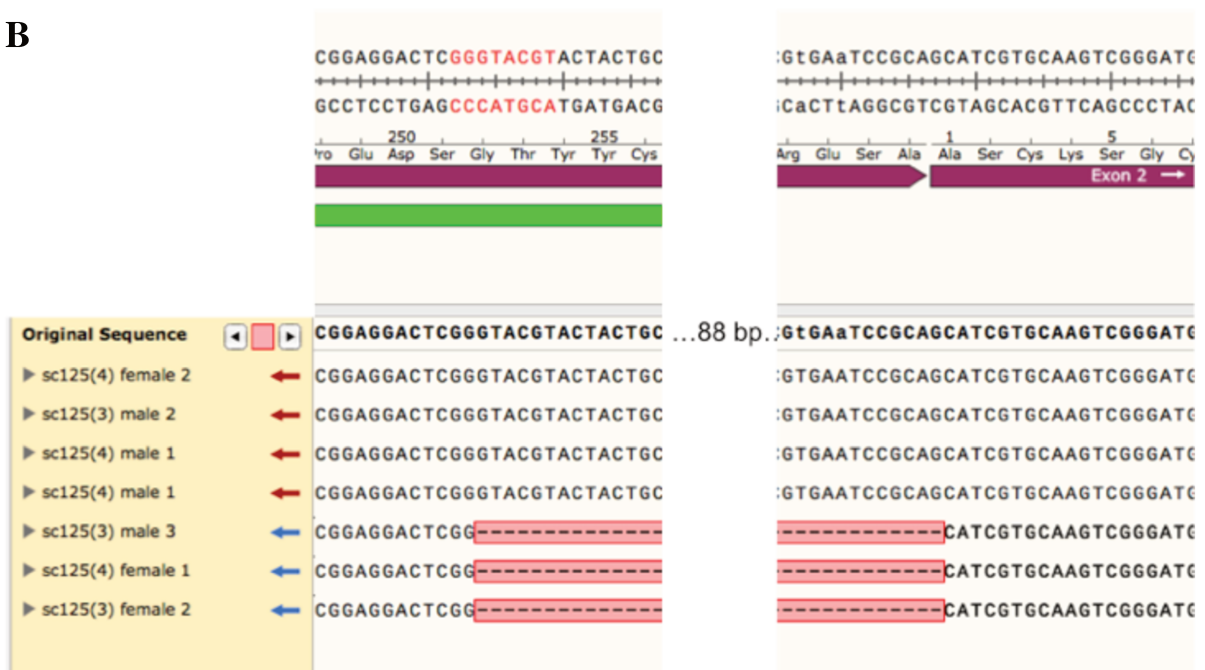 B
CGGAGGACTCGGGTACGTACTACTGC GtGAaTCCGCAGCATCGTGCAAGTCGGGATG
GCCTCCTGAGCCCATGCATGATGACG CaCTtAGGCGTCGTAGCACGTTCAGCCCTAC
250 255 1 5
Pro Glu Asp Ser Gly Thr Tyr Tyr Cys Arg Glu Ser Ala Ala Ser Cys Lys Ser Gly Cy
Exon 2
Original Sequence CGGAGGACTCGGGTACGTACTACTGC ...88 bp.. GtGAaTCCGCAGCATCGTGCAAGTCGGGATG
sc125(4) female 2 CGGAGGACTCGGGTACGTACTACTGC GTGAATCCGCAGCATCGTGCAAGTCGGGATG
sc125(3) male 2 CGGAGGACTCGGGTACGTACTACTGC GTGAATCCGCAGCATCGTGCAAGTCGGGATG
sc125(4) male 1 CGGAGGACTCGGGTACGTACTACTGC GTGAATCCGCAGCATCGTGCAAGTCGGGATG
sc125(4) male 1 CGGAGGACTCGGGTACGTACTACTGC GTGAATCCGCAGCATCGTGCAAGTCGGGATG
sc125(3) male 3 CGGAGGACTCGG-------------- ------------CATCGTGCAAGTCGGGATG
sc125(4) female 1 CGGAGGACTCGG-------------- ------------CATCGTGCAAGTCGGGATG
sc125(3) female 2 CGGAGGACTCGG-------------- ------------CATCGTGCAAGTCGGGATG